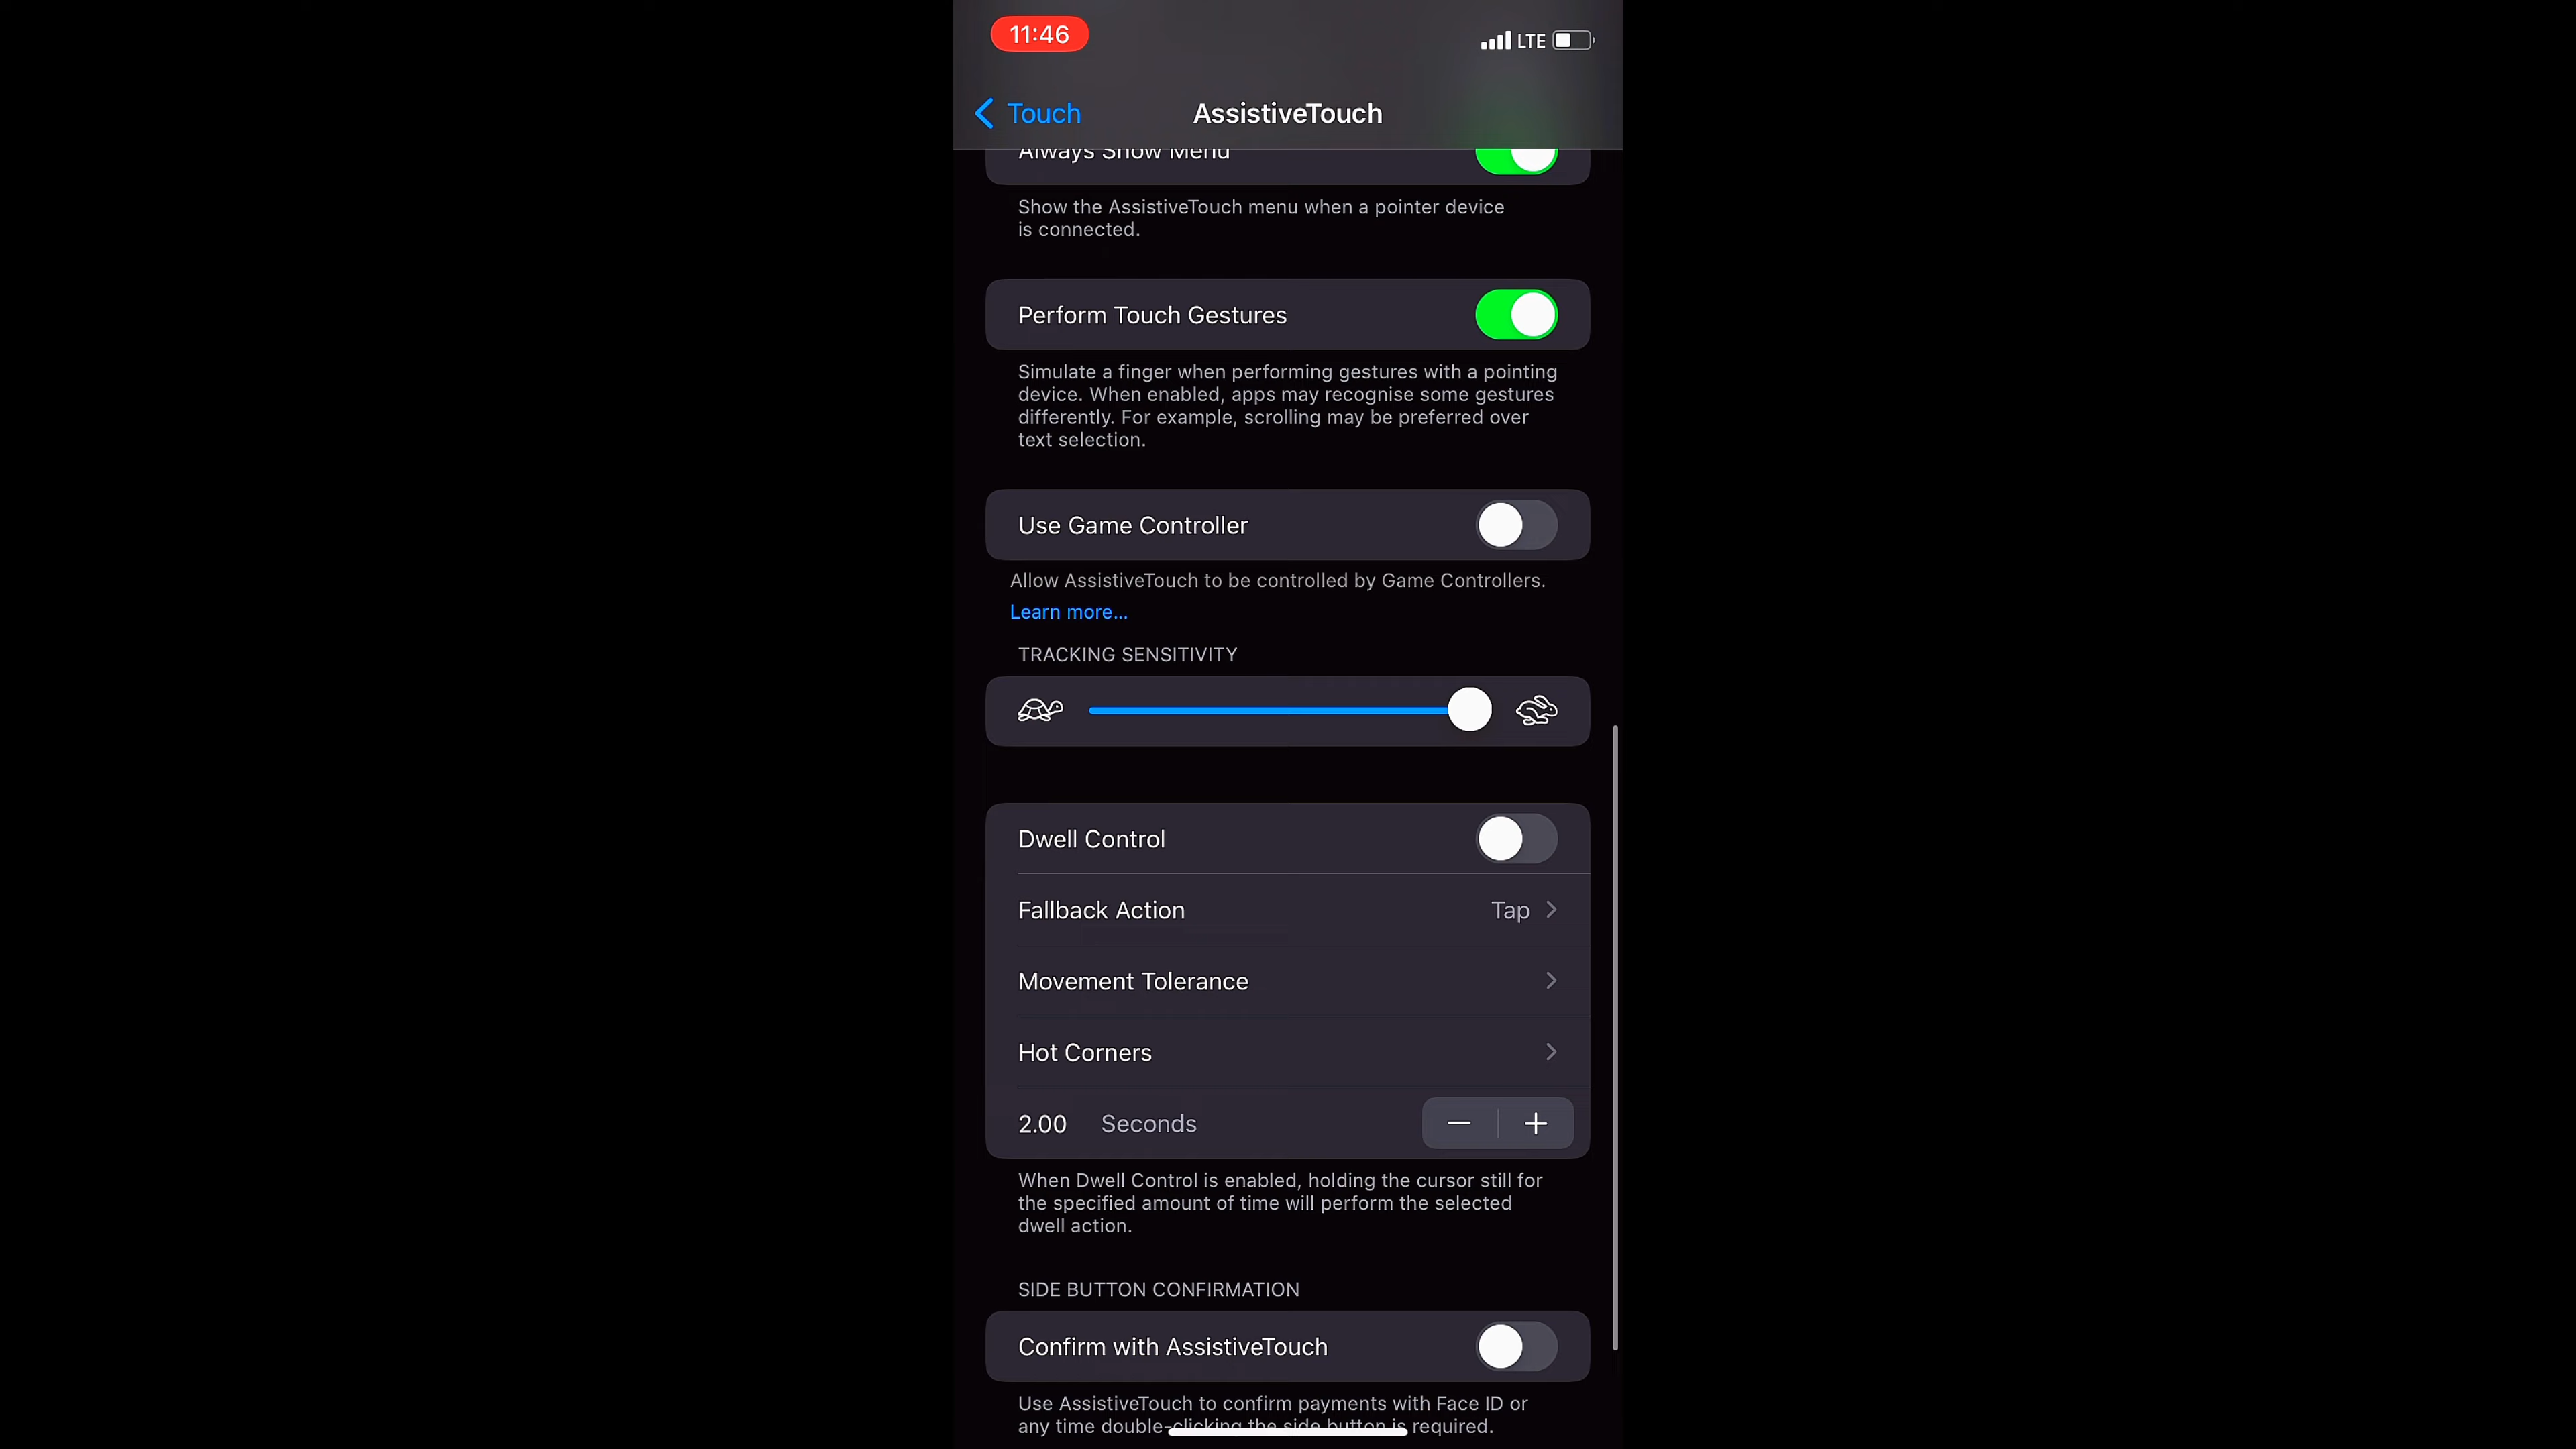 11:46
LTE
Touch
AssistiveTouch
Always Show Menu
Show the AssistiveTouch menu when a pointer device
is connected.
Perform Touch Gestures
Simulate a finger when performing gestures with a pointing
device. When enabled, apps may recognise some gestures
differently. For example, scrolling may be preferred over
text selection.
Use Game Controller
Allow AssistiveTouch to be controlled by Game Controllers.
Learn more...
TRACKING SENSITIVITY
Dwell Control
Fallback Action Tap
Movement Tolerance
Hot Corners
2.00 Seconds
When Dwell Control is enabled, holding the cursor still for
the specified amount of time will perform the selected
dwell action.
SIDE BUTTON CONFIRMATION
Confirm with AssistiveTouch
Use AssistiveTouch to confirm payments with Face ID or
any time double-clicking the side button is required.